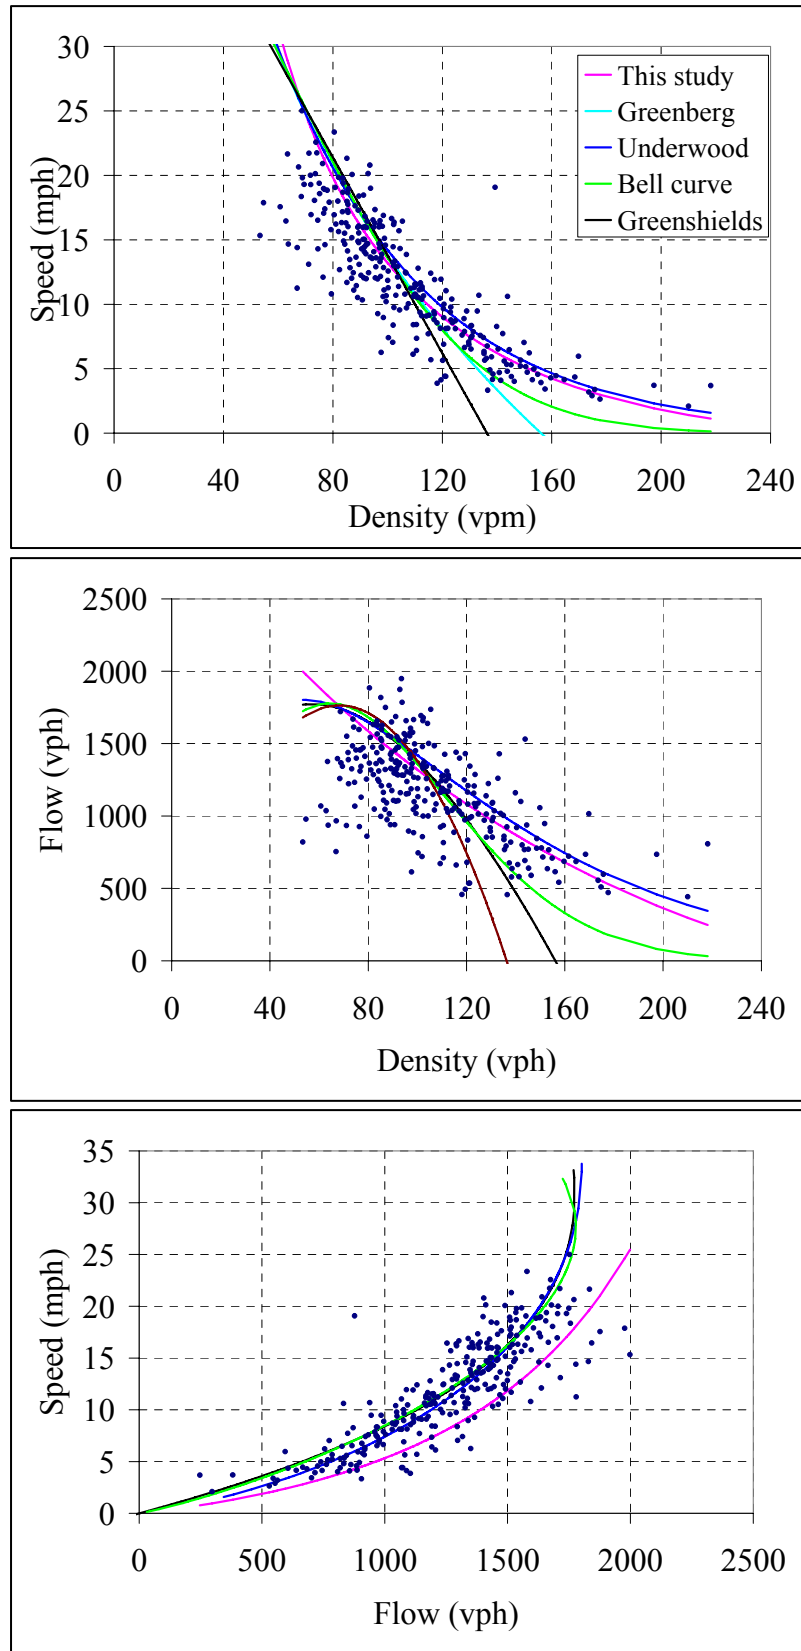 30
25
20
15
10
5
0
Speed (mph)
This study
Greenberg
Underwood
Bell curve
Greenshields
0 40 80 120 160 200 240
Density (vpm)
2500
2000
1500
1000
500
0
Flow (vph)
0 40 80 120 160 200 240
Density (vph)
35
30
25
20
15
10
5
0
Speed (mph)
0 500 1000 1500 2000 2500
Flow (vph)